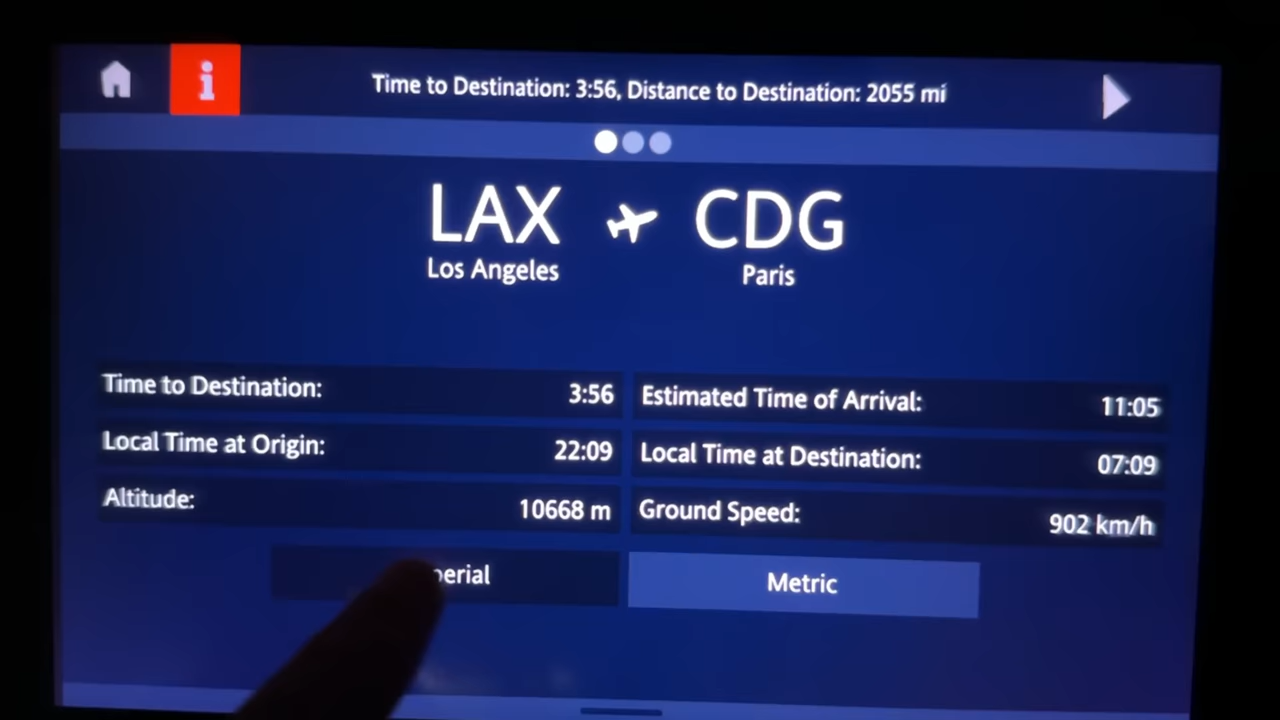 i
Time to Destination: 3:56, Distance to Destination: 2055 mi
LAX CDG
Los Angeles Paris
Time to Destination: 3:56 Estimated Time of Arrival: 11:05
Local Time at Origin: 22:09 Local Time at Destination: 07:09
Altitude: 10668 m Ground Speed: 902 km/h
perial Metric